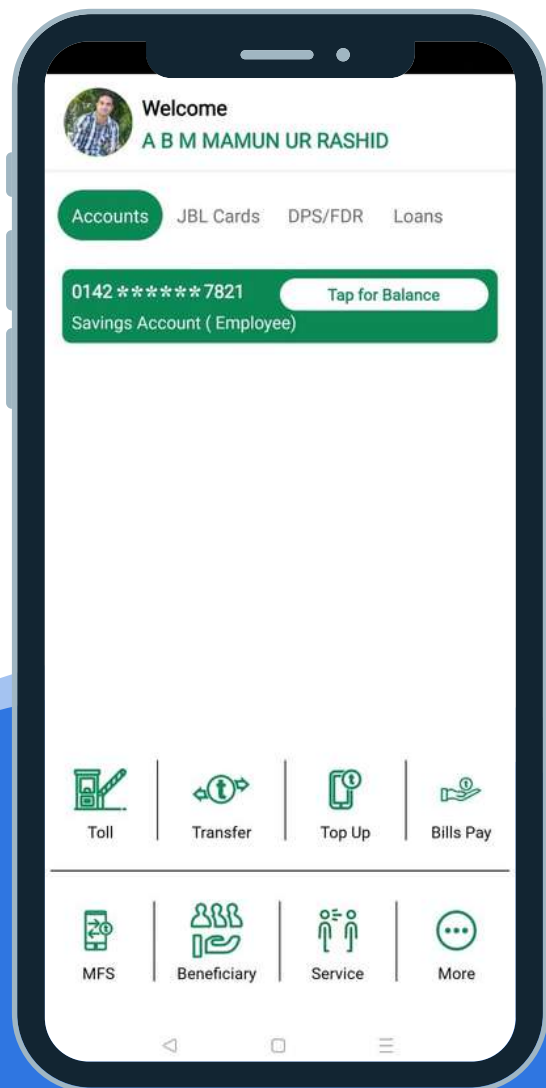 Welcome
A B M MAMUN UR RASHID
Accounts JBL Cards DPS/FDR Loans
0142******7821 Tap for Balance
Savings Account ( Employee)
Toll Transfer Top Up Bills Pay
MFS Beneficiary Service More